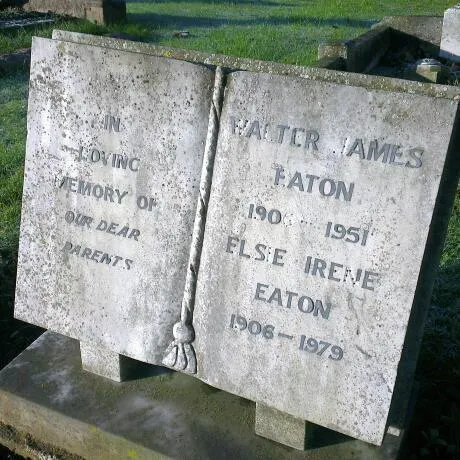 IN
LOVING
MEMORY OF
OUR DEAR
PARENTS
WALTER JAMES
EATON
1951
ELSIE IRENE
EATON
1906–1979